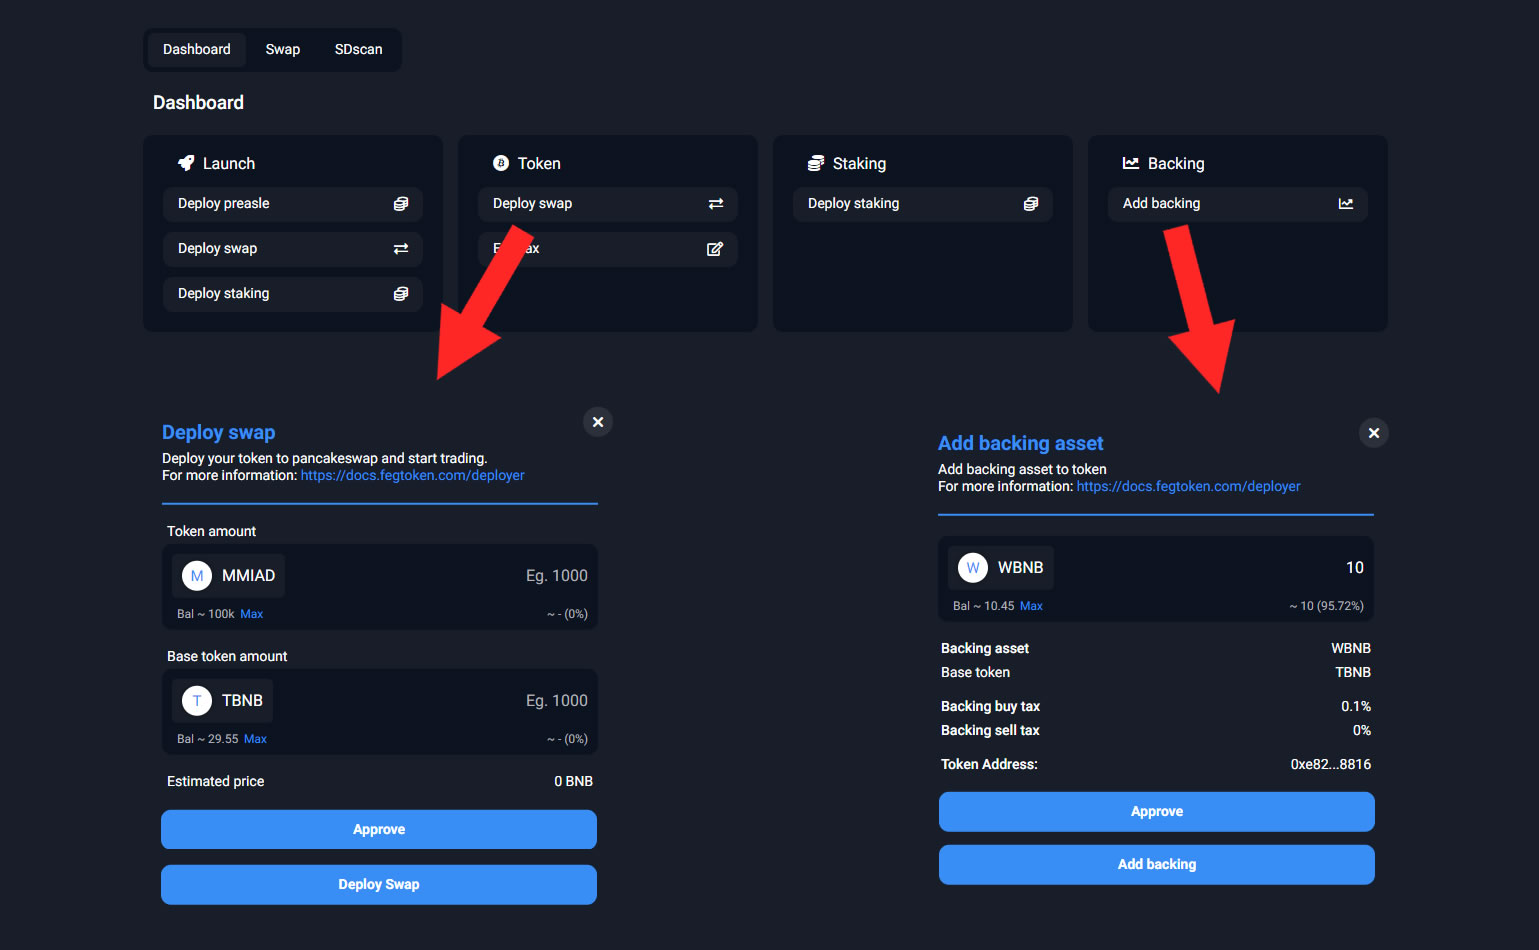 Dashboard Swap SDscan
Dashboard
Launch
Deploy preasle
Deploy swap
Deploy staking
Token
Deploy swap
Staking
Deploy staking
Backing
Add backing
Deploy swap
Deploy your token to pancakeswap and start trading.
For more information: https://docs.fegtoken.com/deployer
Token amount
M MMIAD Eg. 1000
Bal ~ 100k Max ~ - (0%)
Base token amount
T TBNB Eg. 1000
Bal ~ 29.55 Max ~ - (0%)
Estimated price 0 BNB
Approve
Deploy Swap
Add backing asset
Add backing asset to token
For more information: https://docs.fegtoken.com/deployer
W WBNB 10
Bal ~ 10.45 Max ~ 10 (95.72%)
Backing asset WBNB
Base token TBNB
Backing buy tax 0.1%
Backing sell tax 0%
Token Address: 0xe82...8816
Approve
Add backing